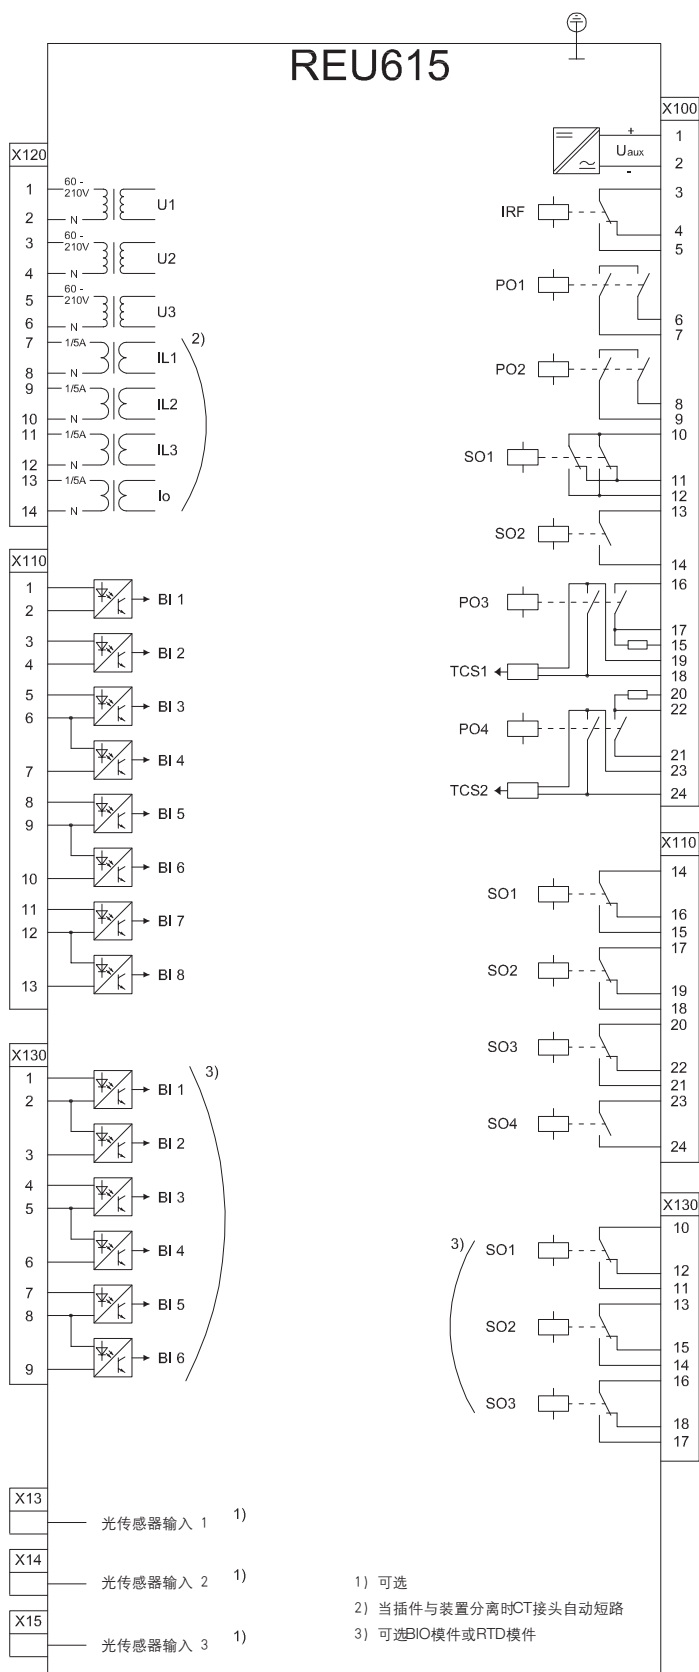 REU615
X120
1 60 - 210V
2 N U1
3 60 - 210V
4 N U2
5 60 - 210V
6 N U3
7 1/5A 2)
8 N IL1
9 1/5A
10 N IL2
11 1/5A
12 N IL3
13 1/5A
14 N Io
X110
1
2 BI 1
3
4 BI 2
5
6 BI 3
7 BI 4
8
9 BI 5
10 BI 6
11
12 BI 7
13 BI 8
X130
1 3)
2 BI 1
3 BI 2
4
5 BI 3
6 BI 4
7
8 BI 5
9 BI 6
X13
光传感器输入 1 1)
X14
光传感器输入 2 1)
X15
光传感器输入 3 1)
X100
+ 1
Uaux
- 2
3
IRF
4
5
PO1
6
7
PO2
8
9
10
SO1
11
12
13
SO2
14
16
PO3
17
15
19
TCS1 18
20
22
PO4
21
23
TCS2 24
X110
14
SO1
16
15
17
SO2
19
18
20
SO3
22
21
23
SO4
24
X130
10
3) SO1
12
11
13
SO2
15
14
16
SO3
18
17
1) 可选
2) 当插件与装置分离时CT接头自动短路
3) 可选BIO模件或RTD模件